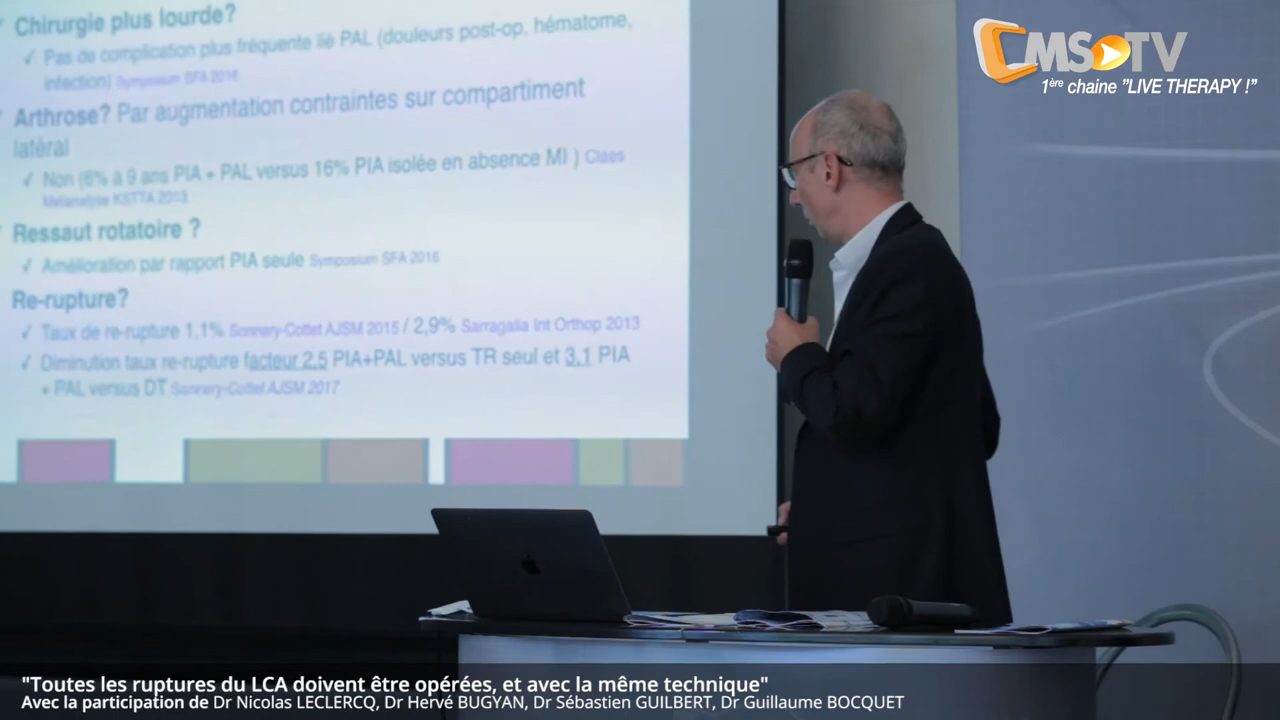 Chirurgie plus lourde?
✓ Pas de complication plus fréquente lié PAL (douleurs post-op, hématome,
infection) Symposium SFA 2016
Arthrose? Par augmentation contraintes sur compartiment
latéral
✓ Non (6% à 9 ans PIA + PAL versus 16% PIA isolée en absence MI ) Claes
Metanalyse KSTTA 2013
Ressaut rotatoire ?
✓ Amélioration par rapport PIA seule Symposium SFA 2016
Re-rupture?
✓ Taux de re-rupture 1,1% Sonnery-Cottet AJSM 2015 / 2,9% Sarragalia Int Orthop 2013
✓ Diminution taux re-rupture facteur 2.5 PIA+PAL versus TR seul et 3.1 PIA
+ PAL versus DT Sonnery-Cottet AJSM 2017
CMS TV
1ère chaine "LIVE THERAPY !"
"Toutes les ruptures du LCA doivent être opérées, et avec la même technique"
Avec la participation de Dr Nicolas LECLERCQ, Dr Hervé BUGYAN, Dr Sébastien GUILBERT, Dr Guillaume BOCQUET